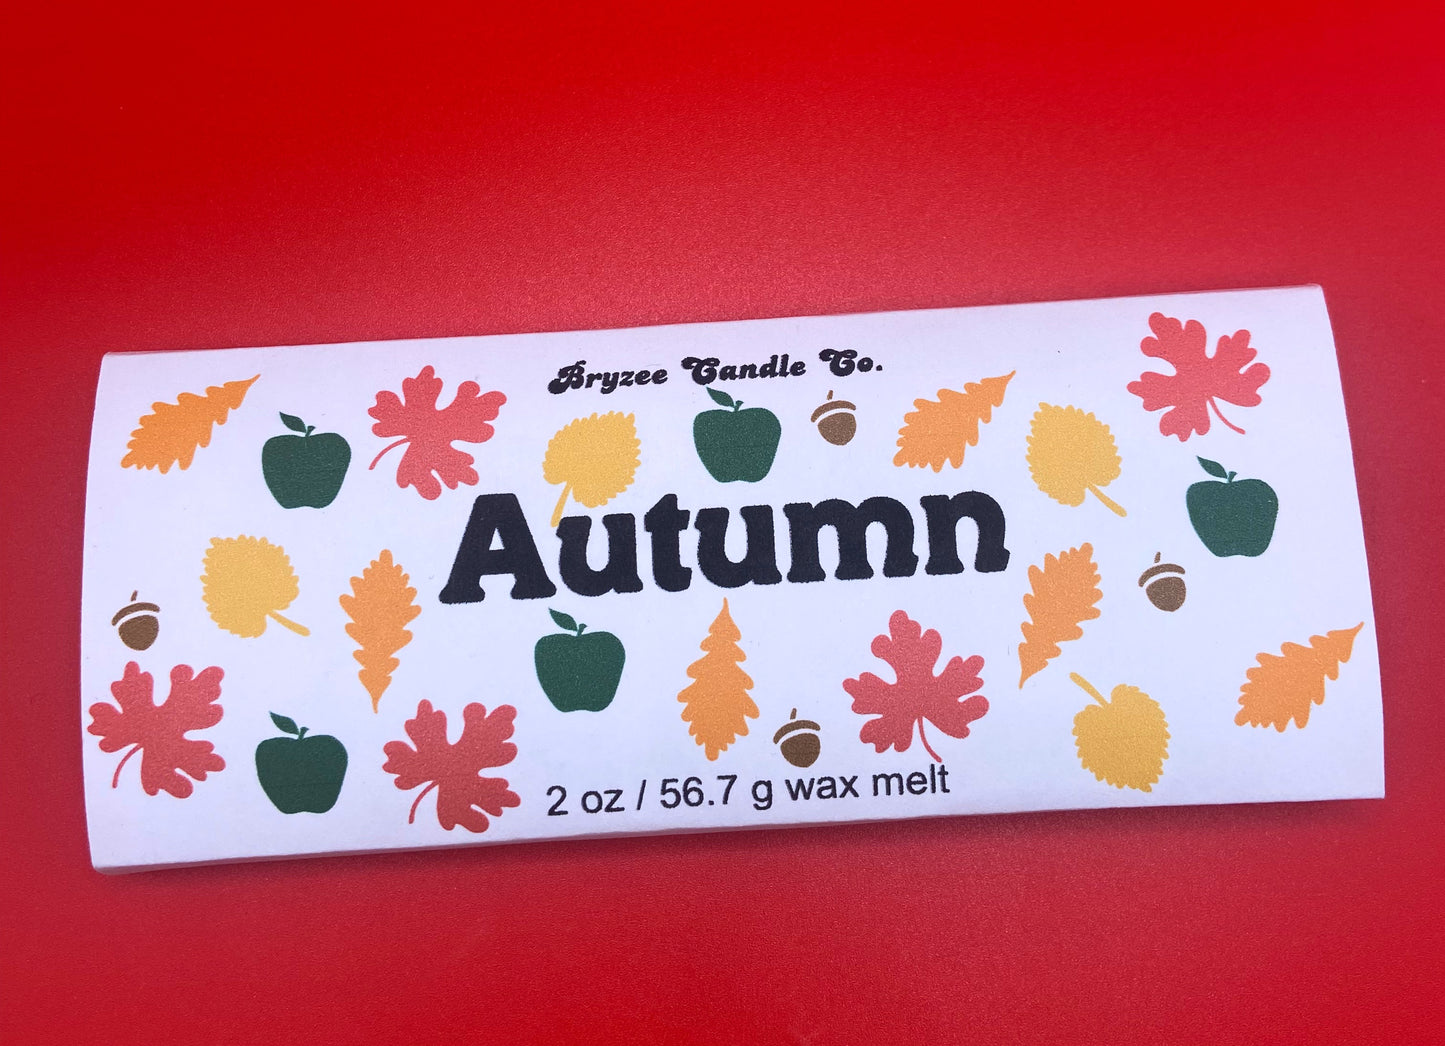 Bryzee Candle Co.
Autumn
2 oz / 56.7 g wax melt